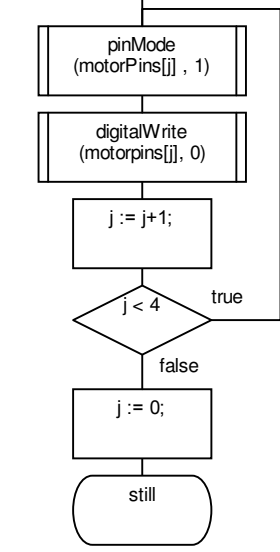 pinMode
(motorPins[j] , 1)
digitalWrite
(motorpins[j], 0)
j := j+1;
j < 4
true
false
j := 0;
still